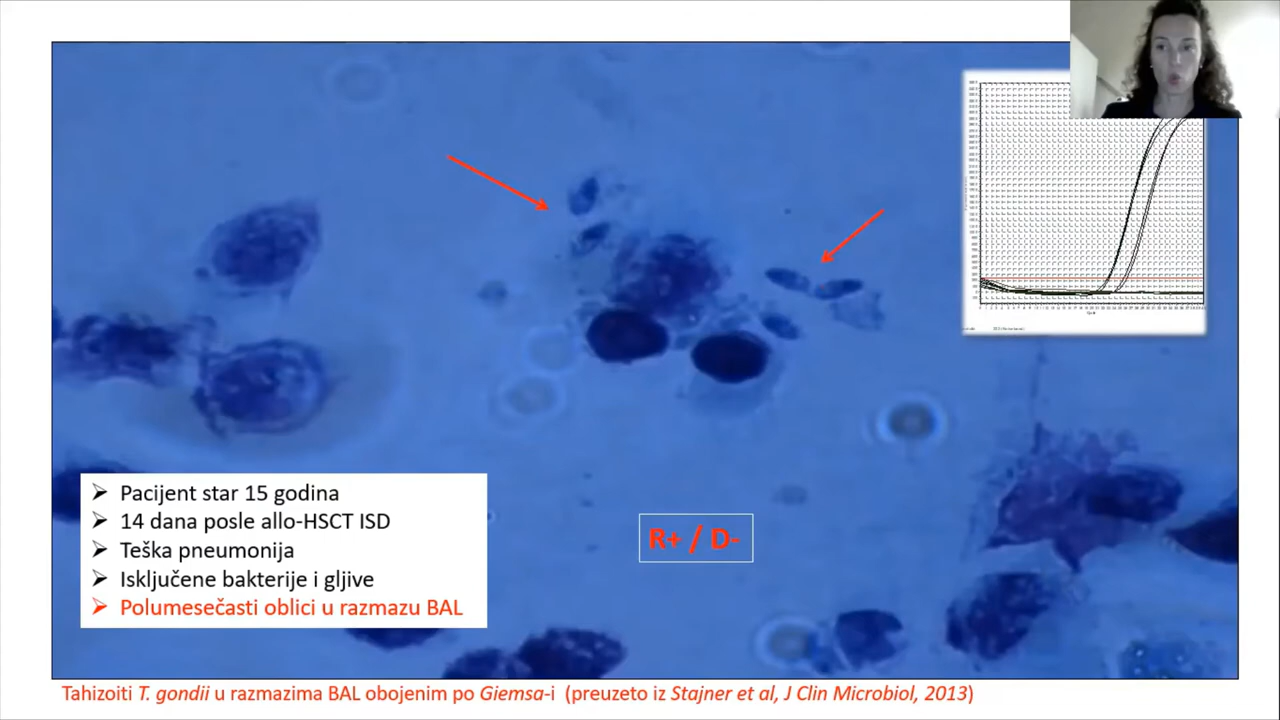 ➢ Pacijent star 15 godina
➢ 14 dana posle allo-HSCT ISD
➢ Teška pneumonija
➢ Isključene bakterije i gljive
➢ Polumesečasti oblici u razmazu BAL
R+ / D-
Tahizoiti T. gondii u razmazima BAL obojenim po Giemsa-i (preuzeto iz Stajner et al, J Clin Microbiol, 2013)